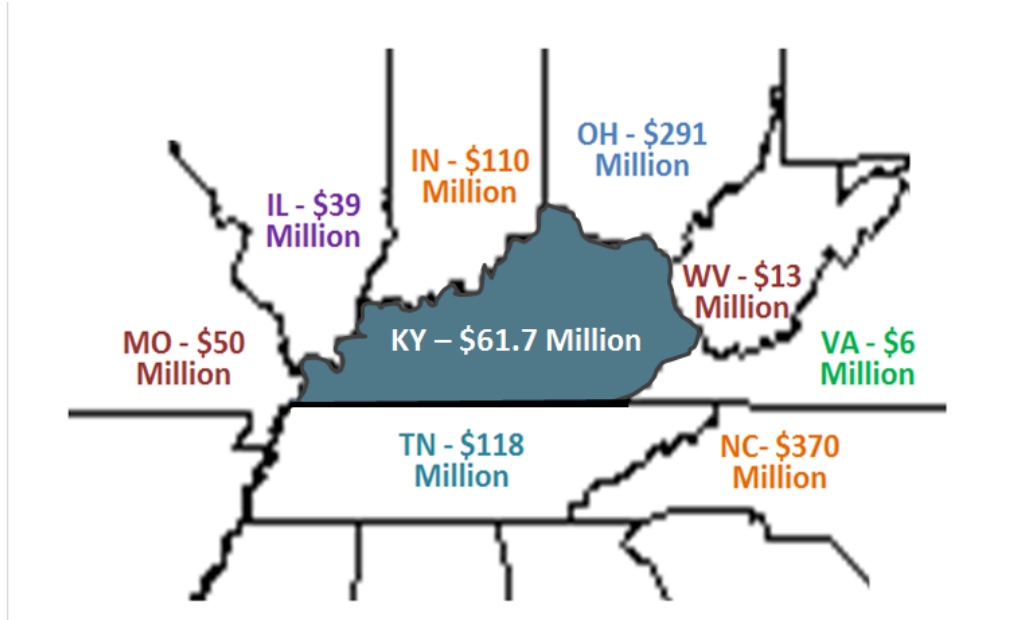 OH - $291
Million
IN - $110
Million
IL - $39
Million
WV - $13
Million
MO - $50
Million
KY – $61.7 Million
VA - $6
Million
TN - $118
Million
NC- $370
Million